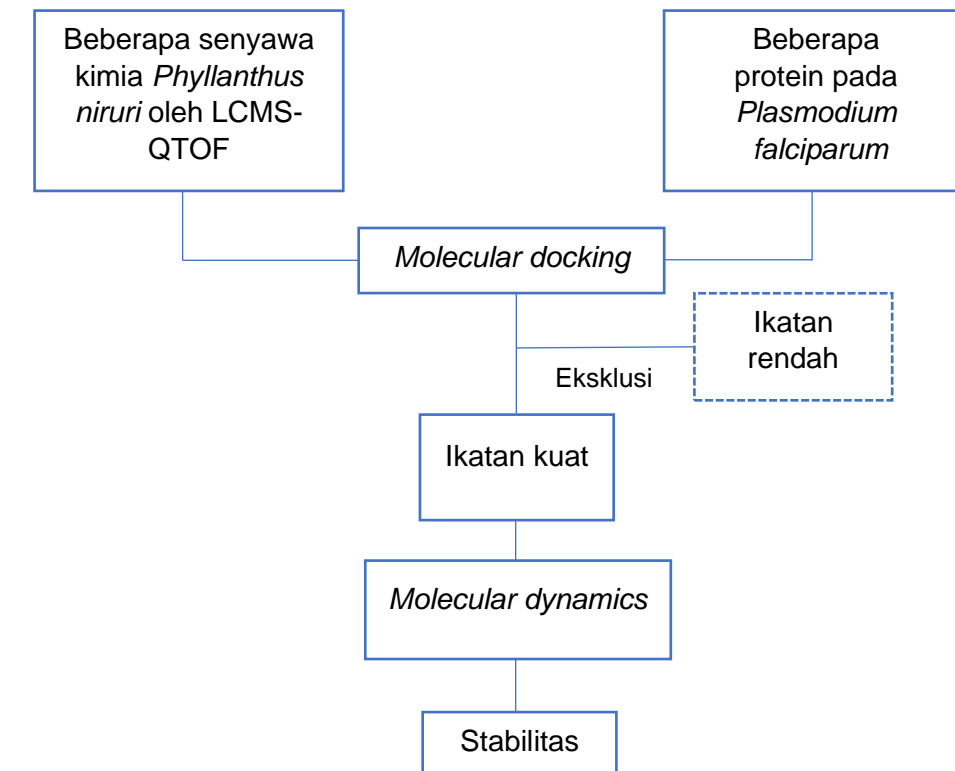 Beberapa senyawa
kimia Phyllanthus
niruri oleh LCMS-
QTOF
Beberapa
protein pada
Plasmodium
falciparum
Molecular docking
Ikatan
rendah
Eksklusi
Ikatan kuat
Molecular dynamics
Stabilitas